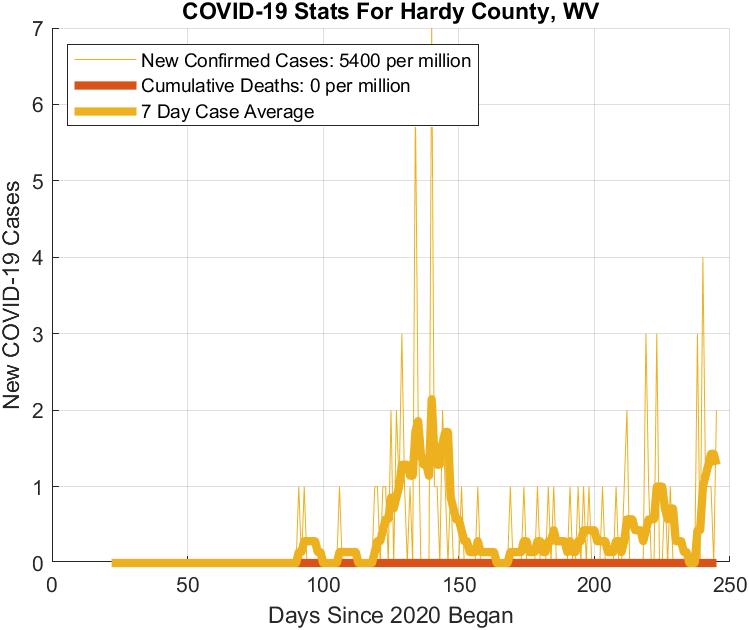 COVID-19 Stats For Hardy County, WV
New Confirmed Cases: 5400 per million
Cumulative Deaths: 0 per million
7 Day Case Average
New COVID-19 Cases
7
6
5
4
3
2
1
0
0 50 100 150 200 250
Days Since 2020 Began